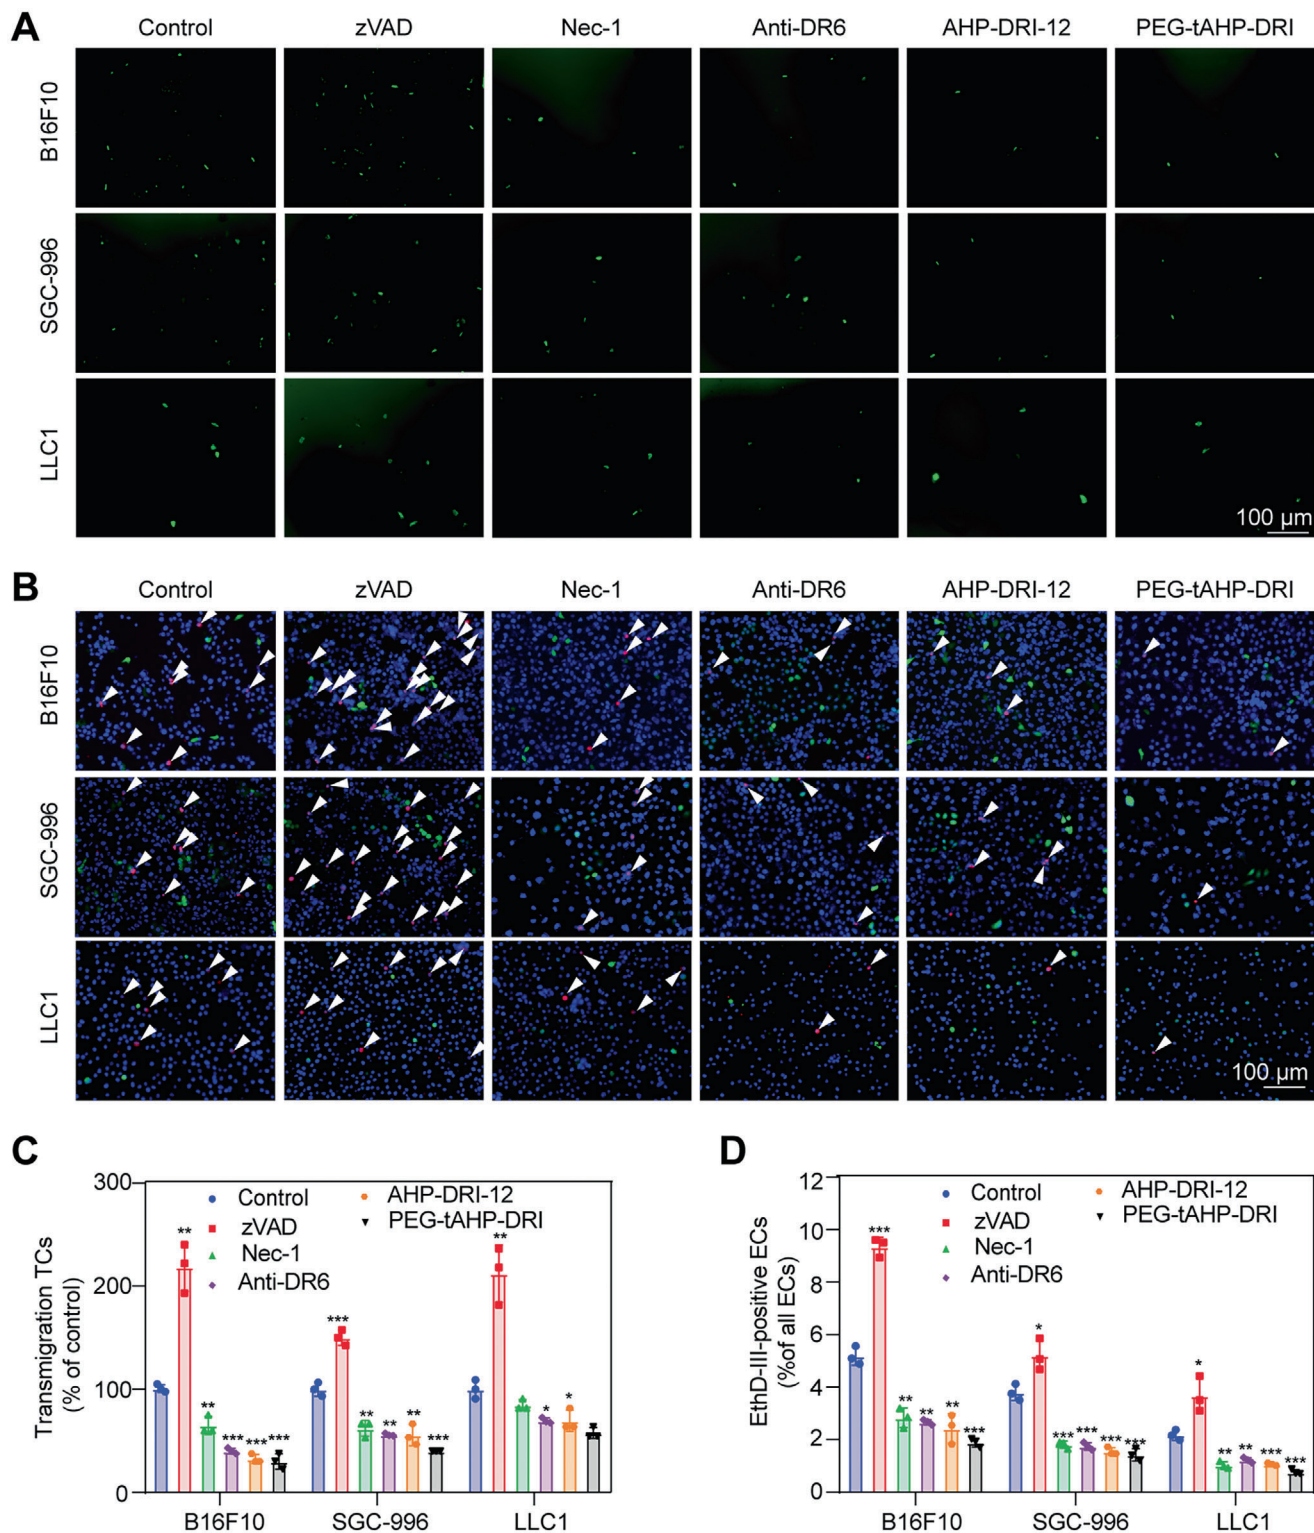 A
Control zVAD Nec-1 Anti-DR6 AHP-DRI-12 PEG-tAHP-DRI
B16F10
SGC-996
LLC1
100 µm
B
Control zVAD Nec-1 Anti-DR6 AHP-DRI-12 PEG-tAHP-DRI
B16F10
SGC-996
LLC1
100 µm
C
Transmigration TCs
(% of control)
300
200
100
0
Control
zVAD
Nec-1
Anti-DR6
AHP-DRI-12
PEG-tAHP-DRI
** ** *** *** ***
*** ** ** ** ***
** * *
B16F10 SGC-996 LLC1
D
EthD-III-positive ECs
(%of all ECs)
12
10
8
6
4
2
0
Control
zVAD
Nec-1
Anti-DR6
AHP-DRI-12
PEG-tAHP-DRI
*** ** ** ** ***
* *** *** *** ***
* ** ** *** ***
B16F10 SGC-996 LLC1